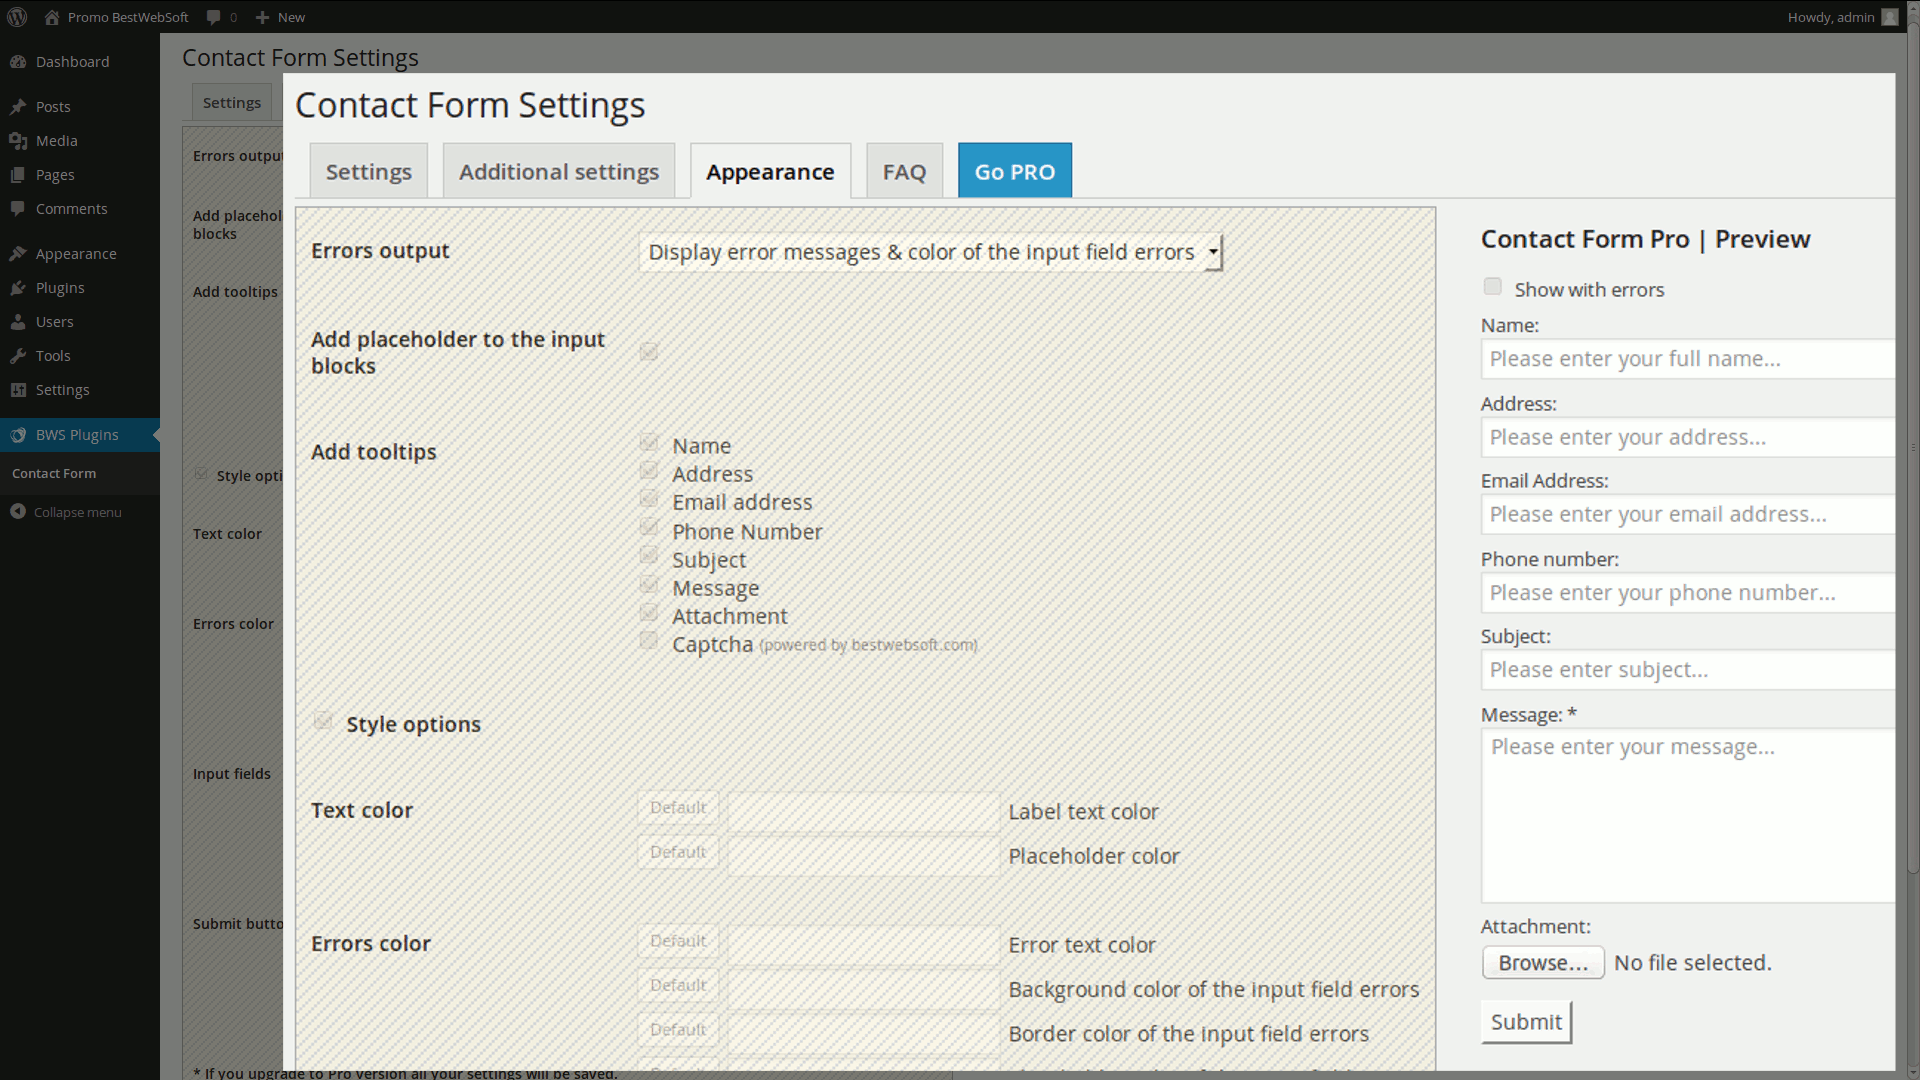 Promo BestWebSoft
0
New
Howdy, admin
Dashboard
Posts
Media
Pages
Comments
Appearance
Plugins
Users
Tools
Settings
BWS Plugins
Contact Form
Collapse menu
Contact Form Settings
Settings
Errors output
Add placehol
blocks
Add tooltips
Style opti
Text color
Errors color
Input fields
Submit butto
* If you upgrade to Pro version all your settings will be saved.
Contact Form Settings
Settings
Additional settings
Appearance
FAQ
Go PRO
Errors output
Display error messages & color of the input field errors
Add placeholder to the input
blocks
Add tooltips
Name
Address
Email address
Phone Number
Subject
Message
Attachment
Captcha (powered by bestwebsoft.com)
Style options
Text color
Default
Label text color
Default
Placeholder color
Errors color
Default
Error text color
Default
Background color of the input field errors
Default
Border color of the input field errors
Contact Form Pro | Preview
Show with errors
Name:
Please enter your full name...
Address:
Please enter your address...
Email Address:
Please enter your email address...
Phone number:
Please enter your phone number...
Subject:
Please enter subject...
Message: *
Please enter your message...
Attachment:
Browse... No file selected.
Submit